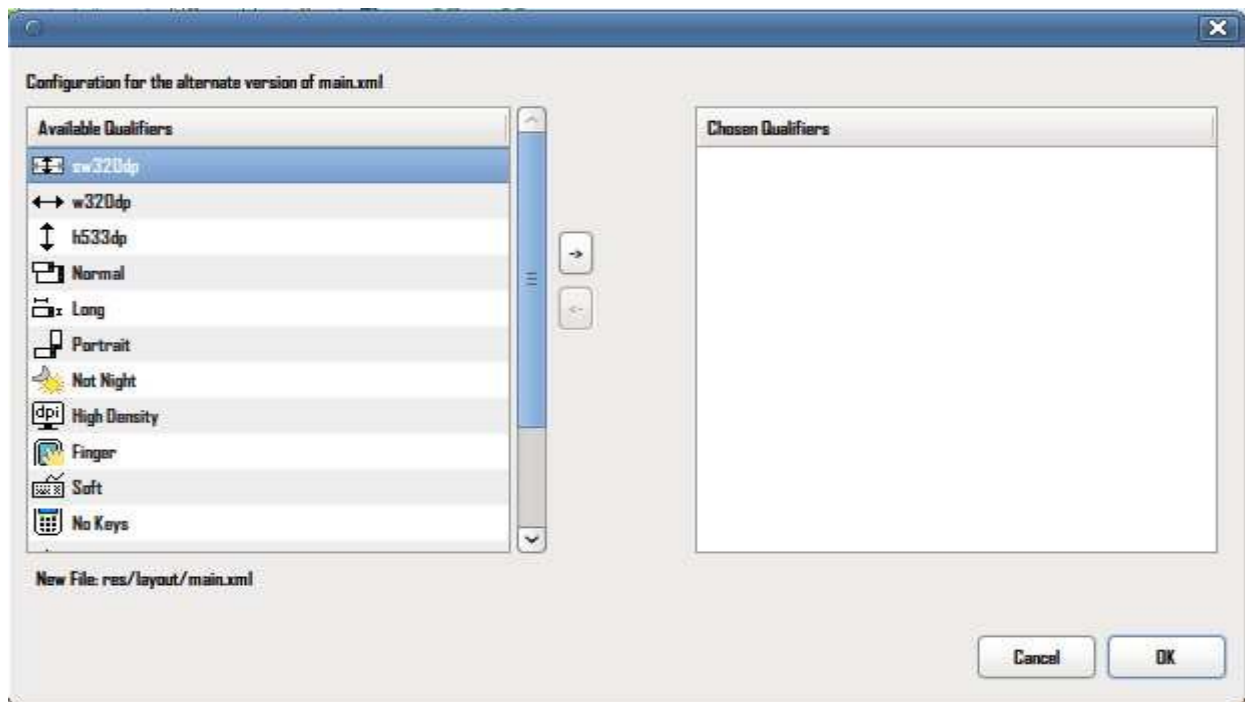 Configuration for the alternate version of main.xml
Available Qualifiers
sw320dp
w320dp
h533dp
Normal
Long
Portrait
Not Night
dpi High Density
Finger
Soft
No Keys
->
<-
Chosen Qualifiers
New File: res/layout/main.xml
Cancel
OK